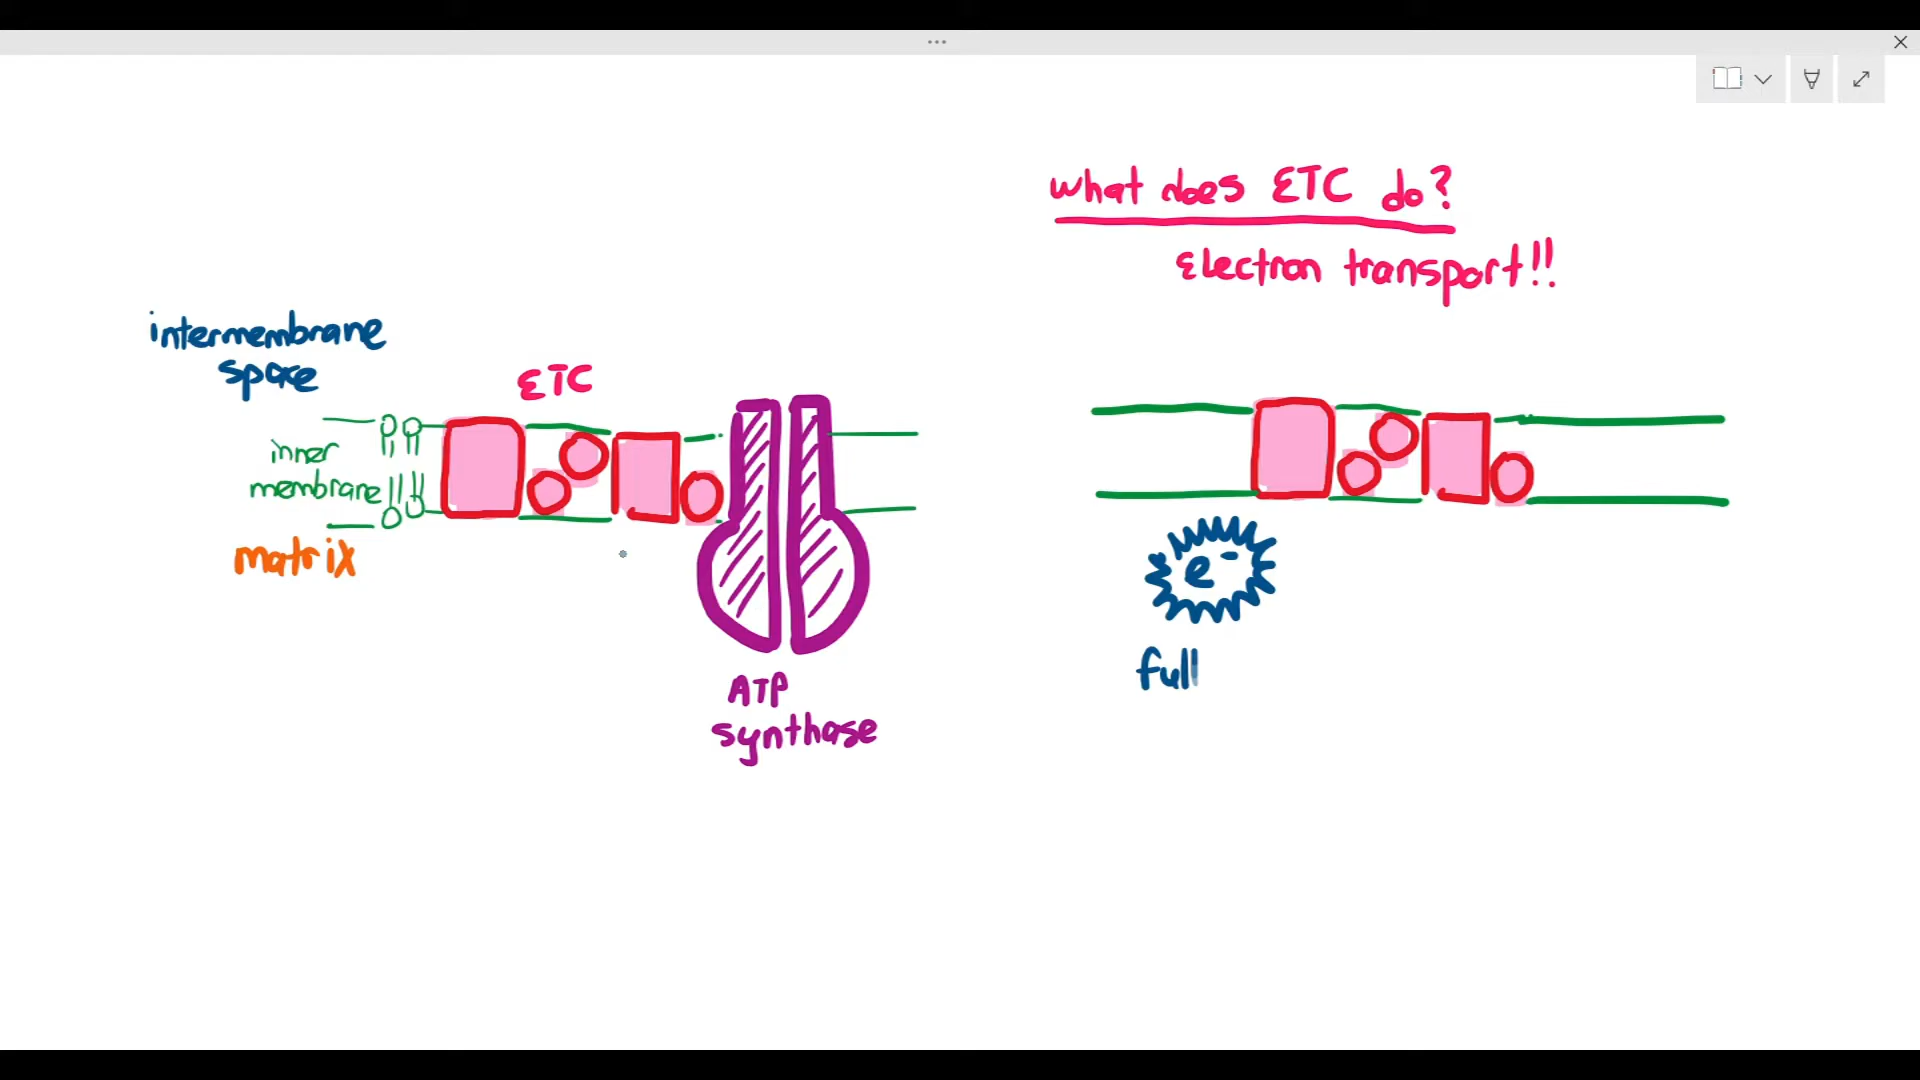 what does ETC do?
Electron transport!!
intermembrane
space
ETC
inner
membrane
matrix
e-
full
ATP
synthase